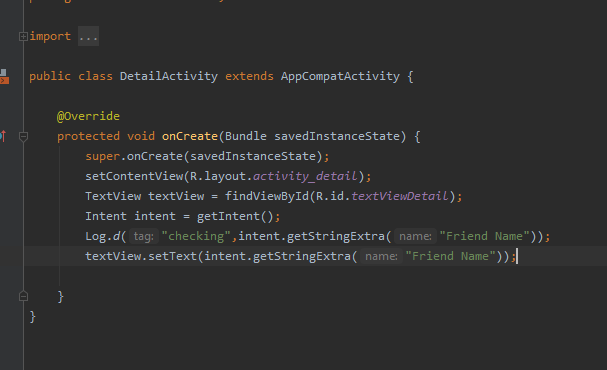 import ...
public class DetailActivity extends AppCompatActivity {
@Override
protected void onCreate(Bundle savedInstanceState) {
super.onCreate(savedInstanceState);
setContentView(R.layout.activity_detail);
TextView textView = findViewById(R.id.textViewDetail);
Intent intent = getIntent();
Log.d( tag: "checking",intent.getStringExtra( name: "Friend Name"));
textView.setText(intent.getStringExtra( name: "Friend Name"));
}
}